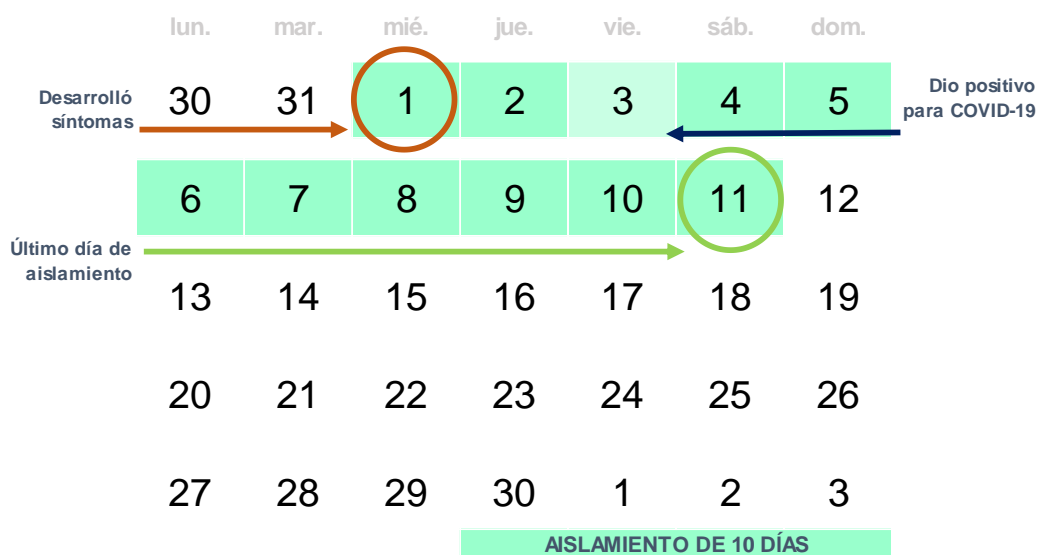 lun. mar. mié. jue. vie. sáb. dom.
Desarrolló
síntomas
30 31 1 2 3 4 5
Dio positivo
para COVID-19
6 7 8 9 10 11 12
Último día de
aislamiento
13 14 15 16 17 18 19
20 21 22 23 24 25 26
27 28 29 30 1 2 3
AISLAMIENTO DE 10 DÍAS